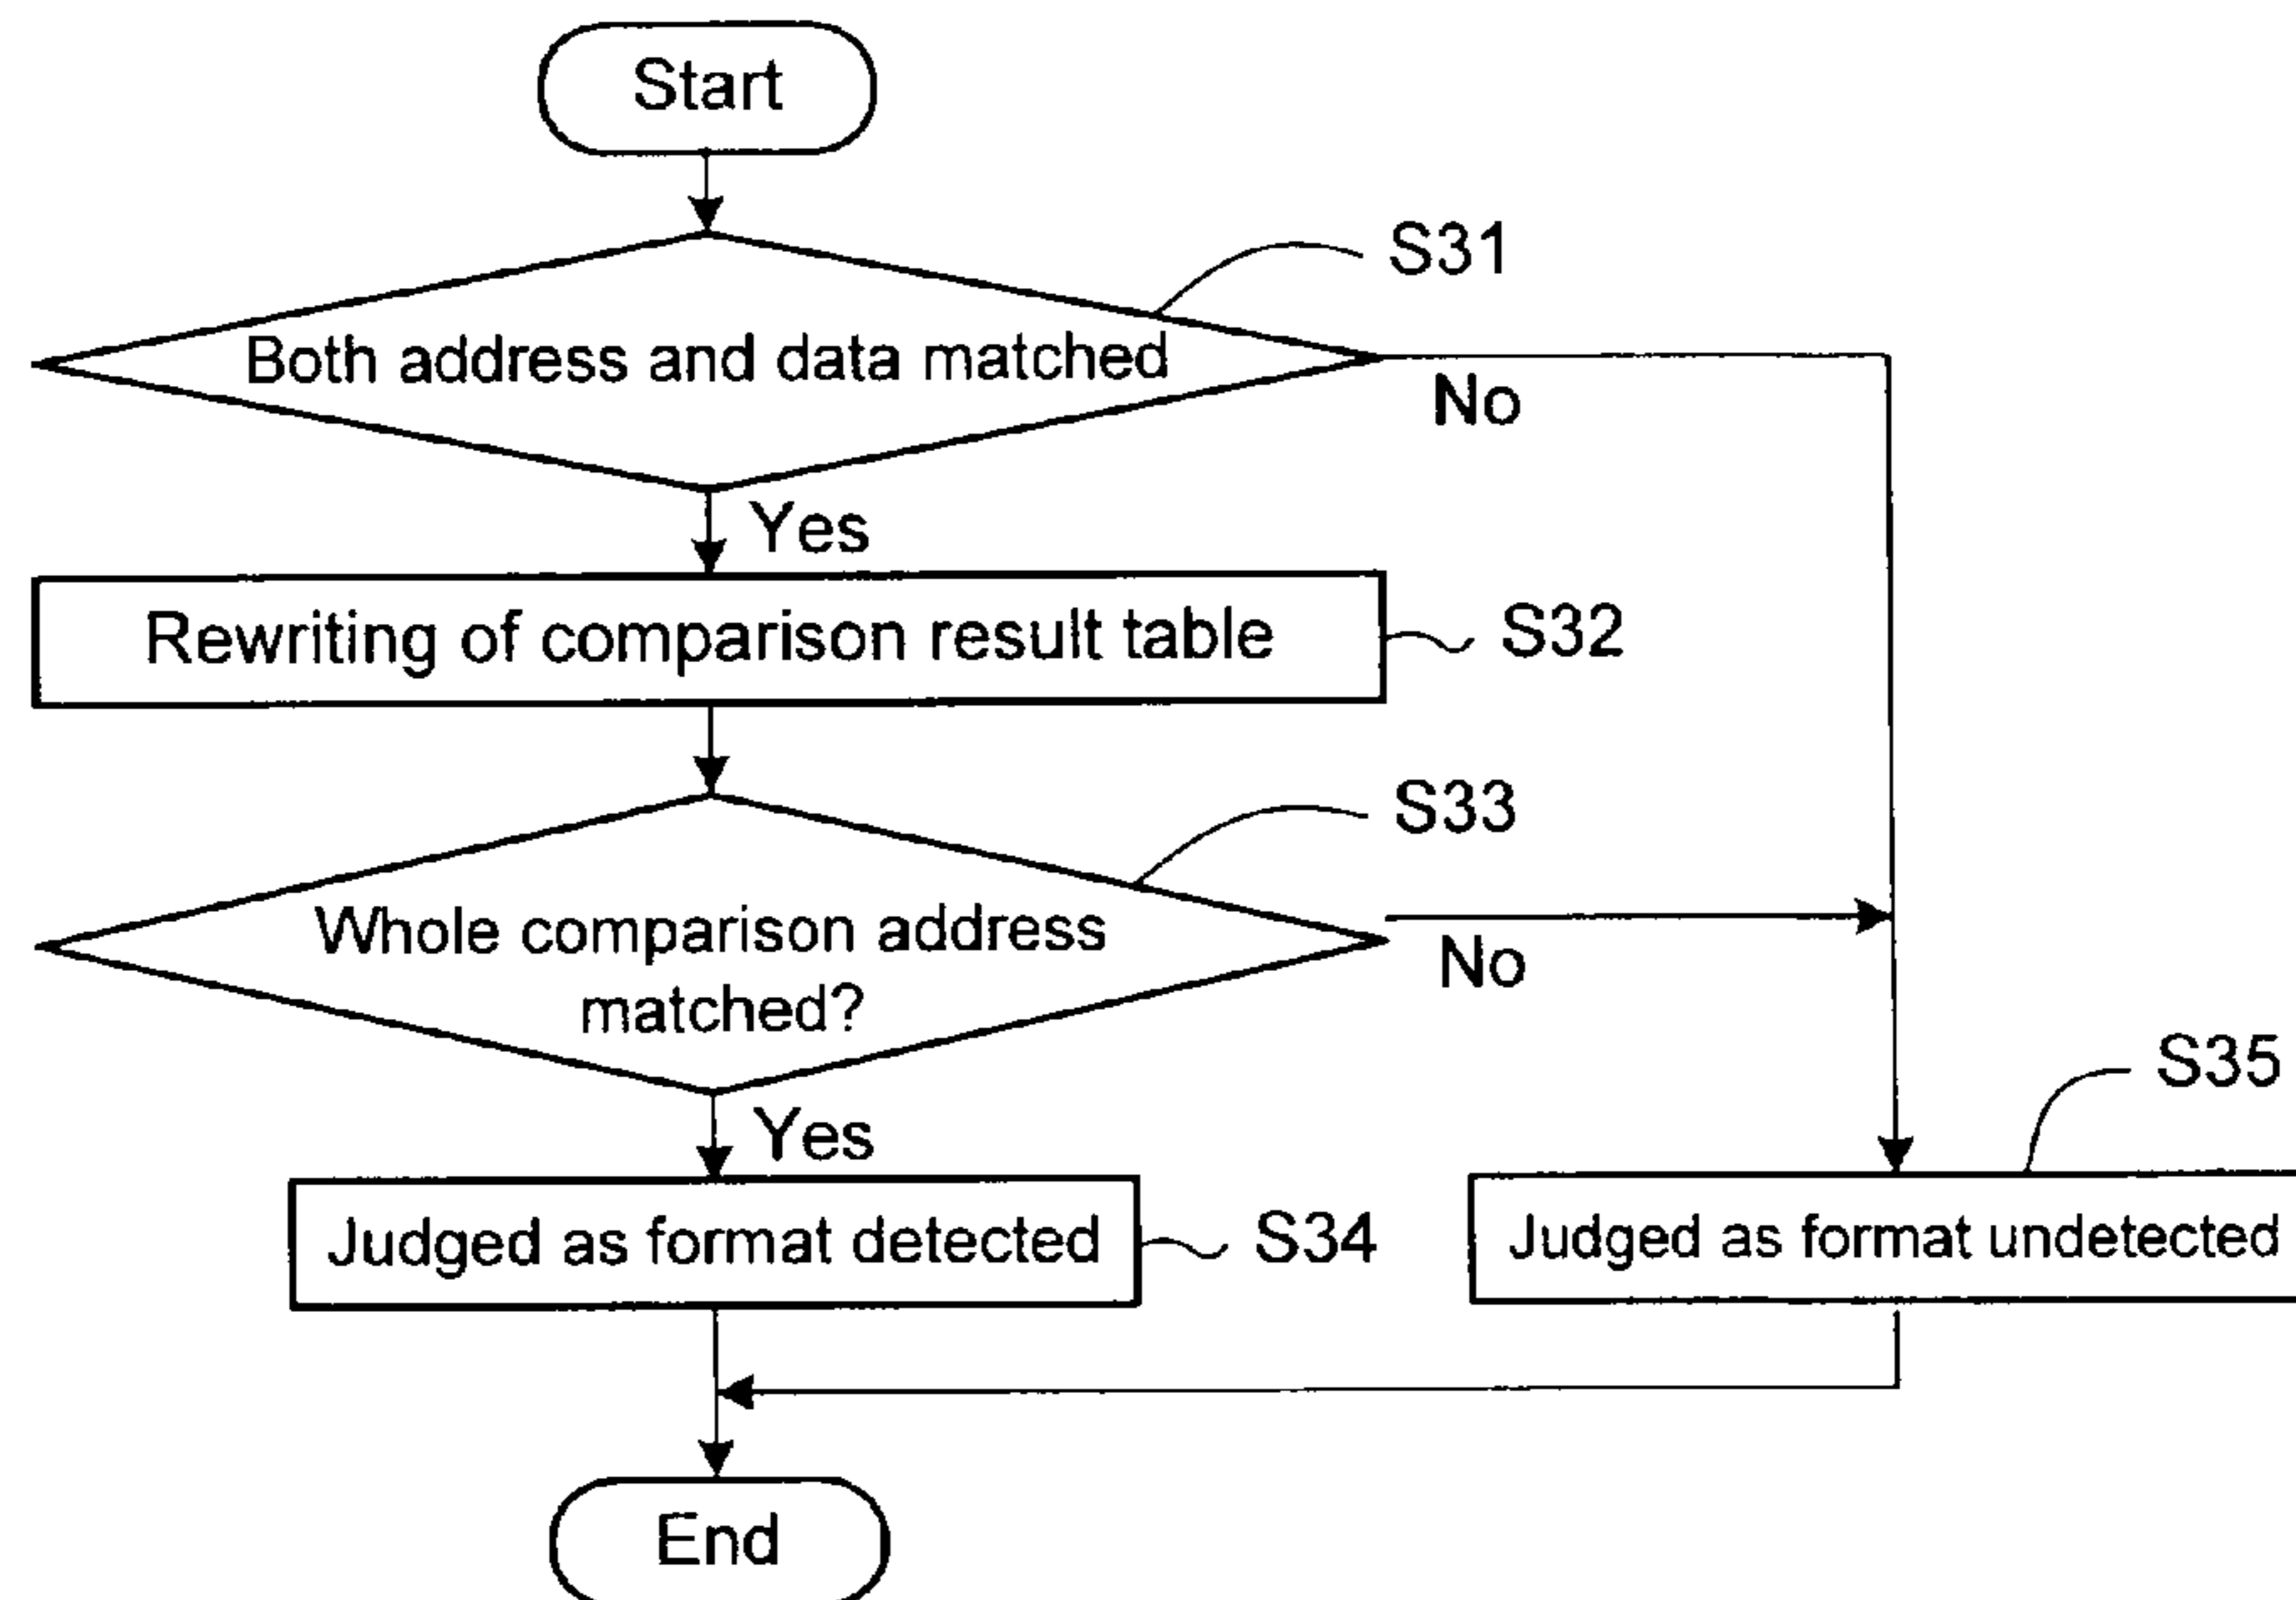 Start
S31
Both address and data matched
No
Yes
Rewriting of comparison result table
S32
S33
Whole comparison address
matched?
No
Yes
S35
Judged as format detected
S34
Judged as format undetected
End